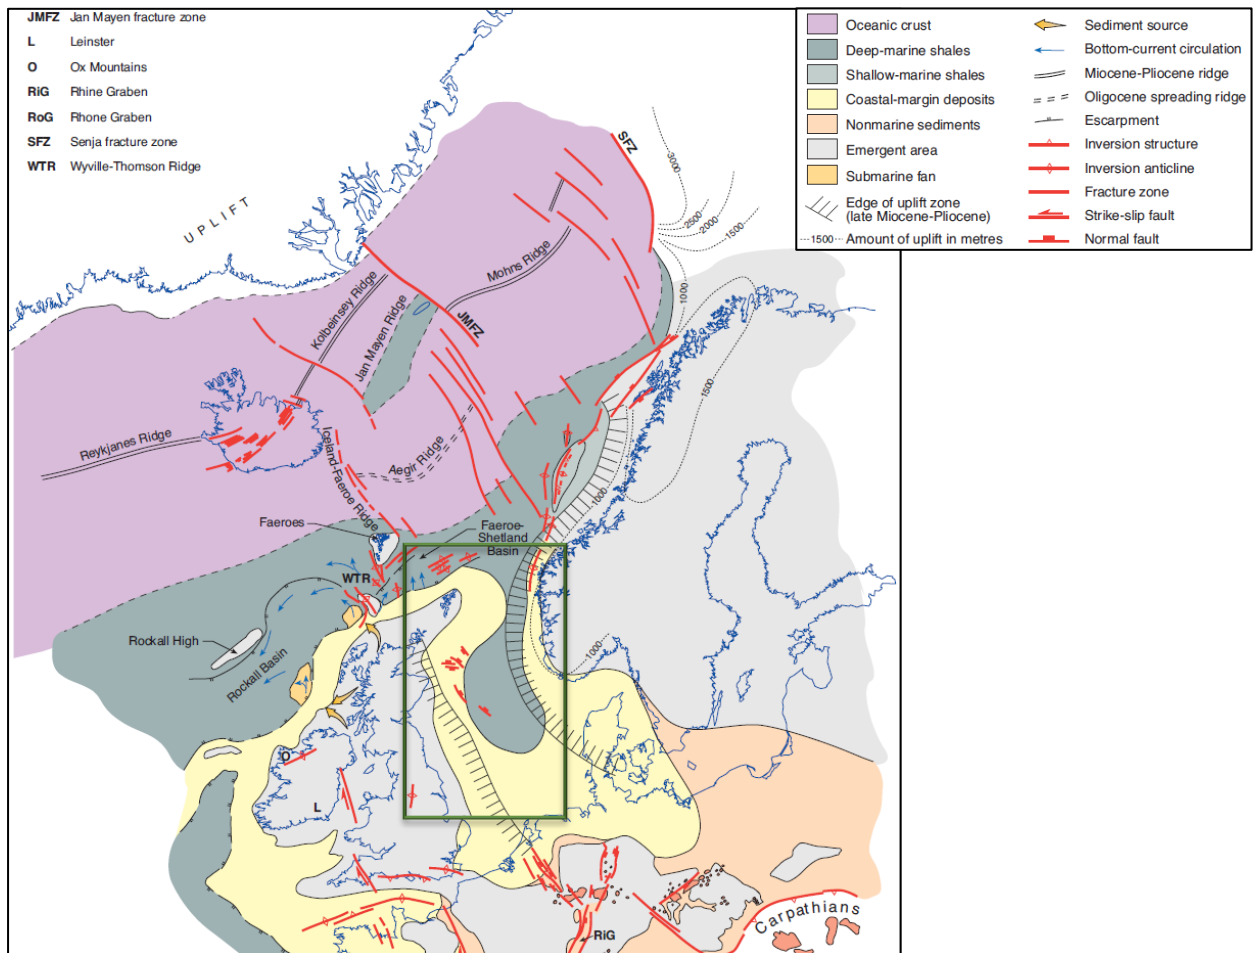 JMFZ Jan Mayen fracture zone
L Leinster
O Ox Mountains
RiG Rhine Graben
RoG Rhone Graben
SFZ Senja fracture zone
WTR Wyville-Thomson Ridge
Oceanic crust
Deep-marine shales
Shallow-marine shales
Coastal-margin deposits
Nonmarine sediments
Emergent area
Submarine fan
Edge of uplift zone
(late Miocene-Pliocene)
1500 Amount of uplift in metres
Sediment source
Bottom-current circulation
Miocene-Pliocene ridge
Oligocene spreading ridge
Escarpment
Inversion structure
Inversion anticline
Fracture zone
Strike-slip fault
Normal fault
UPLIFT
SFZ
3000
2500
2000
1500
1000
Mohns Ridge
Kolbeinsey Ridge
Jan Mayen Ridge
JMFZ
1500
Reykjanes Ridge
Iceland-Faeroe Ridge
Aegir Ridge
1000
Faeroes
Faeroe-
Shetland
Basin
WTR
Rockall High
Rockall Basin
1000
O
L
RiG
Carpathians